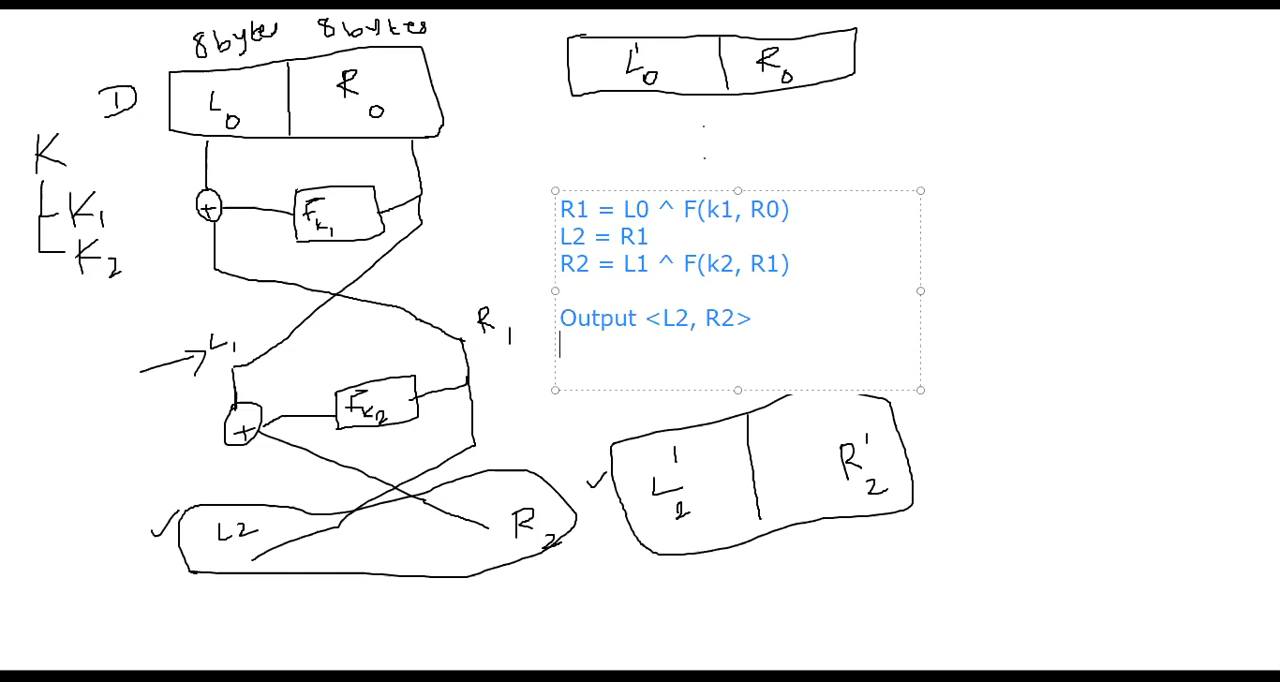 8 bytes 8 bytes
D
L0 R0
K
K1
K2
FK1
+
L1
R1
FK2
+
L2 R2
L'0 R0
R1 = L0 ^ F(k1, R0)
L2 = R1
R2 = L1 ^ F(k2, R1)
Output <L2, R2>
L'2 R'2